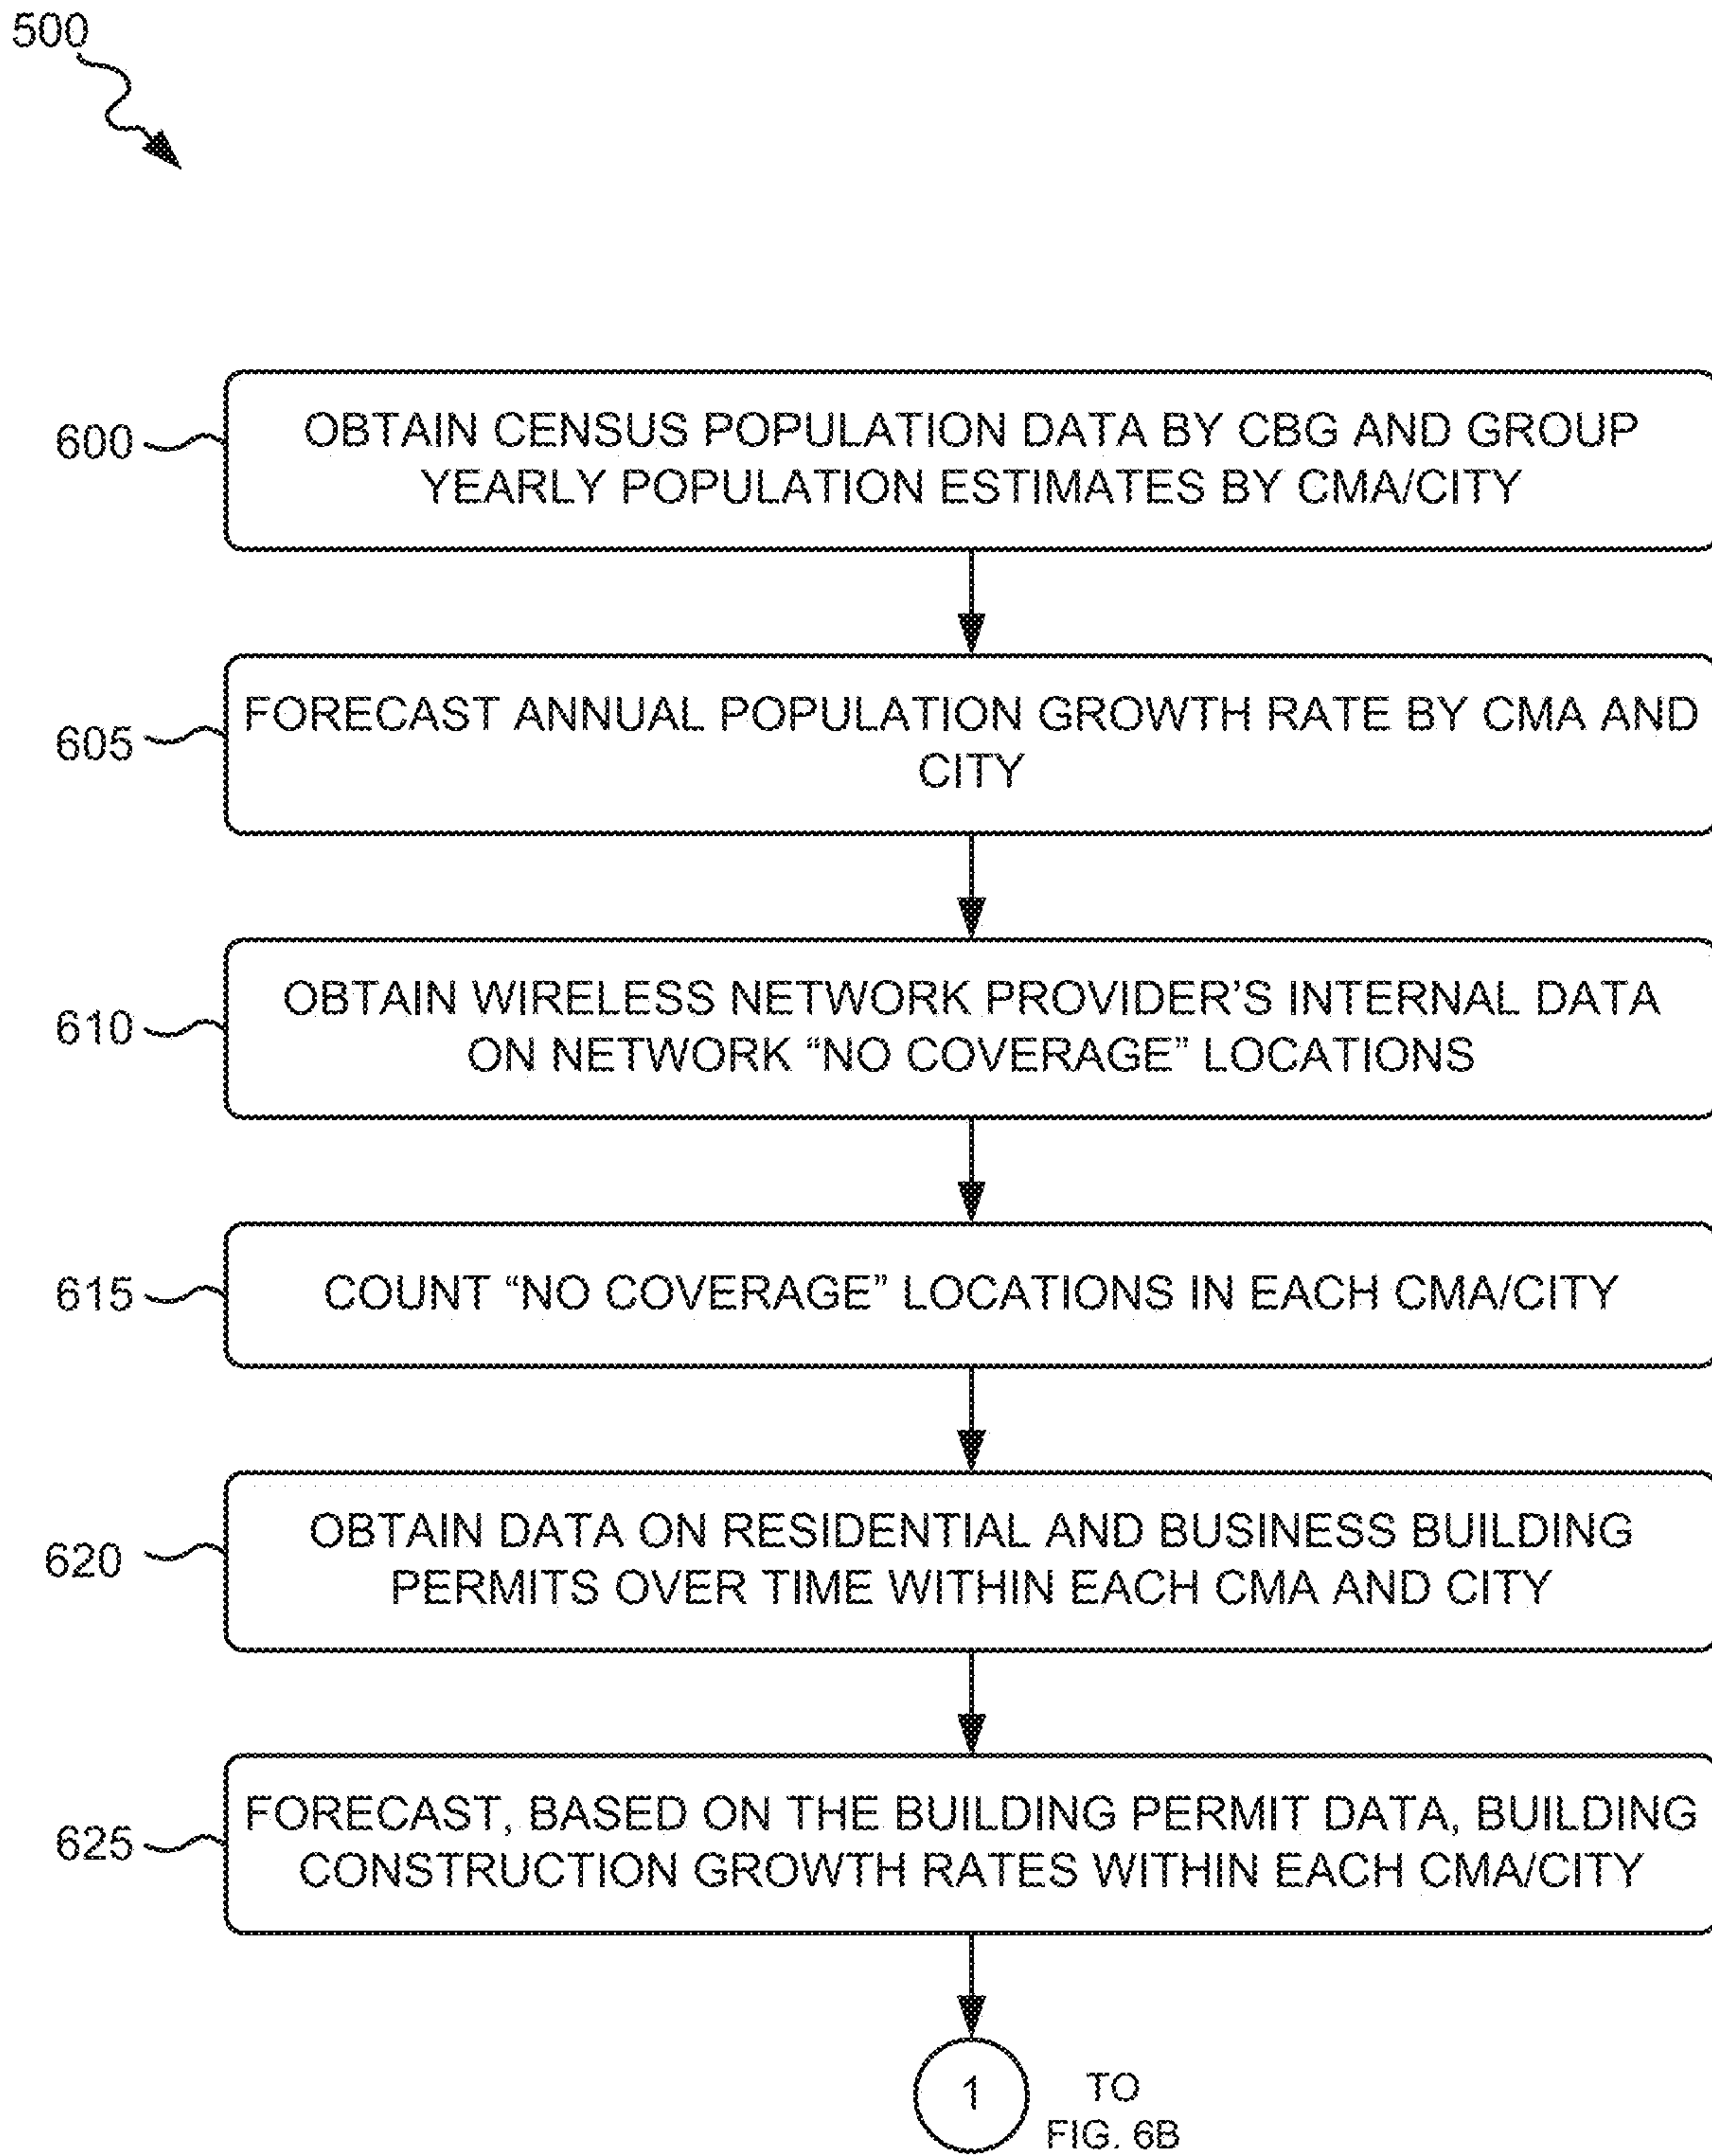 500
600
OBTAIN CENSUS POPULATION DATA BY CBG AND GROUP
YEARLY POPULATION ESTIMATES BY CMA/CITY
605
FORECAST ANNUAL POPULATION GROWTH RATE BY CMA AND
CITY
610
OBTAIN WIRELESS NETWORK PROVIDER’S INTERNAL DATA
ON NETWORK “NO COVERAGE” LOCATIONS
615
COUNT “NO COVERAGE” LOCATIONS IN EACH CMA/CITY
620
OBTAIN DATA ON RESIDENTIAL AND BUSINESS BUILDING
PERMITS OVER TIME WITHIN EACH CMA AND CITY
625
FORECAST, BASED ON THE BUILDING PERMIT DATA, BUILDING
CONSTRUCTION GROWTH RATES WITHIN EACH CMA/CITY
1
TO
FIG. 6B